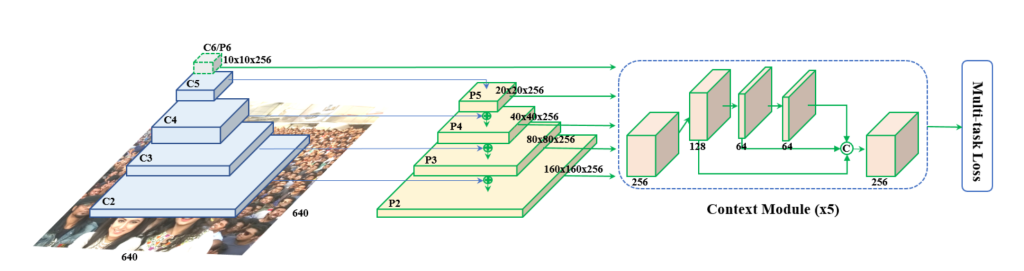 C6/P6
10x10x256
C5
C4
C3
C2
640
640
P5
20x20x256
P4
40x40x256
P3
80x80x256
P2
160x160x256
256
128
64
64
C
256
Context Module (x5)
Multi-task Loss